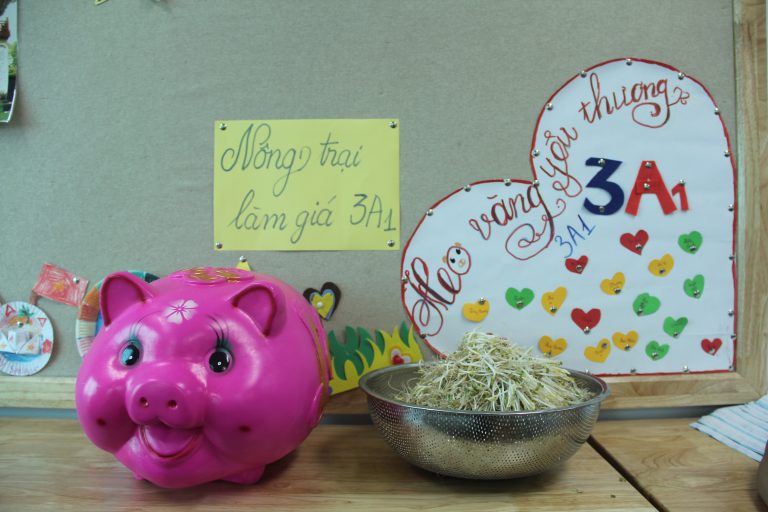 Nông trại
làm giá 3A1
Heo vàng yêu thương
3A1
3A1